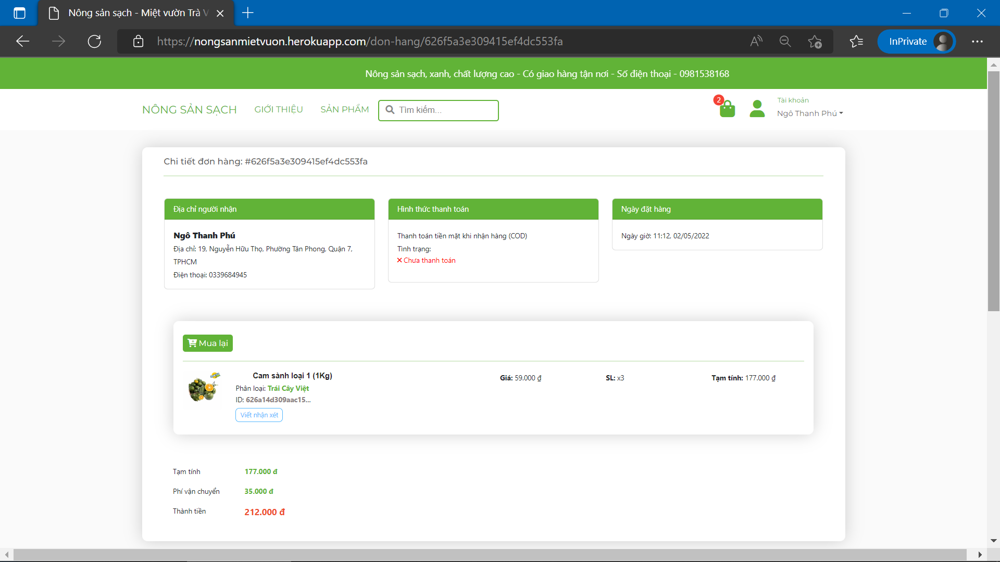 Nông sản sạch - Miệt vườn Trà V
https://nongsanmietvuon.herokuapp.com/don-hang/626f5a3e309415ef4dc553fa
InPrivate
Nông sản sạch, xanh, chất lượng cao - Có giao hàng tận nơi - Số điện thoại - 0981538168
NÔNG SẢN SẠCH
GIỚI THIỆU
SẢN PHẨM
Tìm kiếm...
2
Tài khoản
Ngô Thanh Phú
Chi tiết đơn hàng: #626f5a3e309415ef4dc553fa
Địa chỉ người nhận
Ngô Thanh Phú
Địa chỉ: 19, Nguyễn Hữu Thọ, Phường Tân Phong, Quận 7,
TPHCM
Điện thoại: 0339684945
Hình thức thanh toán
Thanh toán tiền mặt khi nhận hàng (COD)
Tình trạng:
Chưa thanh toán
Ngày đặt hàng
Ngày giờ: 11:12, 02/05/2022
Mua lại
Cam sành loại 1 (1Kg)
Phân loại: Trái Cây Việt
ID: 626a14d309aac15...
Viết nhận xét
Giá: 59.000 ₫
SL: x3
Tạm tính: 177.000 ₫
Tạm tính 177.000 đ
Phí vận chuyển 35.000 đ
Thành tiền 212.000 đ